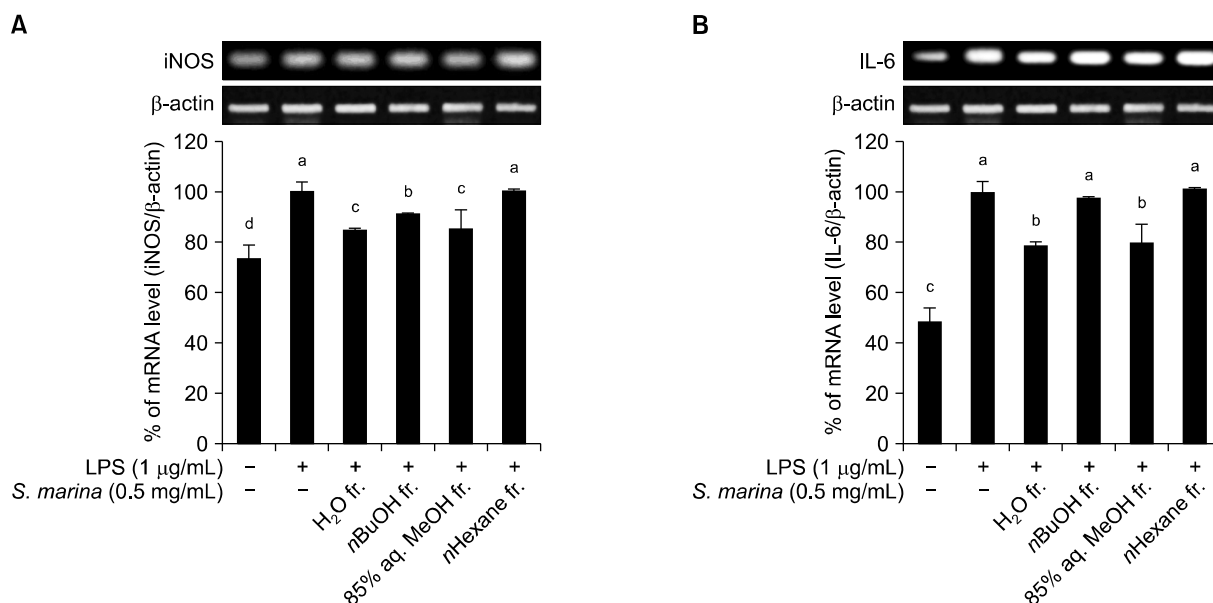 A
iNOS
β-actin
% of mRNA level (iNOS/β-actin)
120
100
80
60
40
20
0
d
a
c
b
c
a
LPS (1 μg/mL) – + + + + +
S. marina (0.5 mg/mL) – – H₂O fr. nBuOH fr. 85% aq. MeOH fr. nHexane fr.
B
IL-6
β-actin
% of mRNA level (IL-6/β-actin)
120
100
80
60
40
20
0
c
a
b
a
b
a
LPS (1 μg/mL) – + + + + +
S. marina (0.5 mg/mL) – – H₂O fr. nBuOH fr. 85% aq. MeOH fr. nHexane fr.